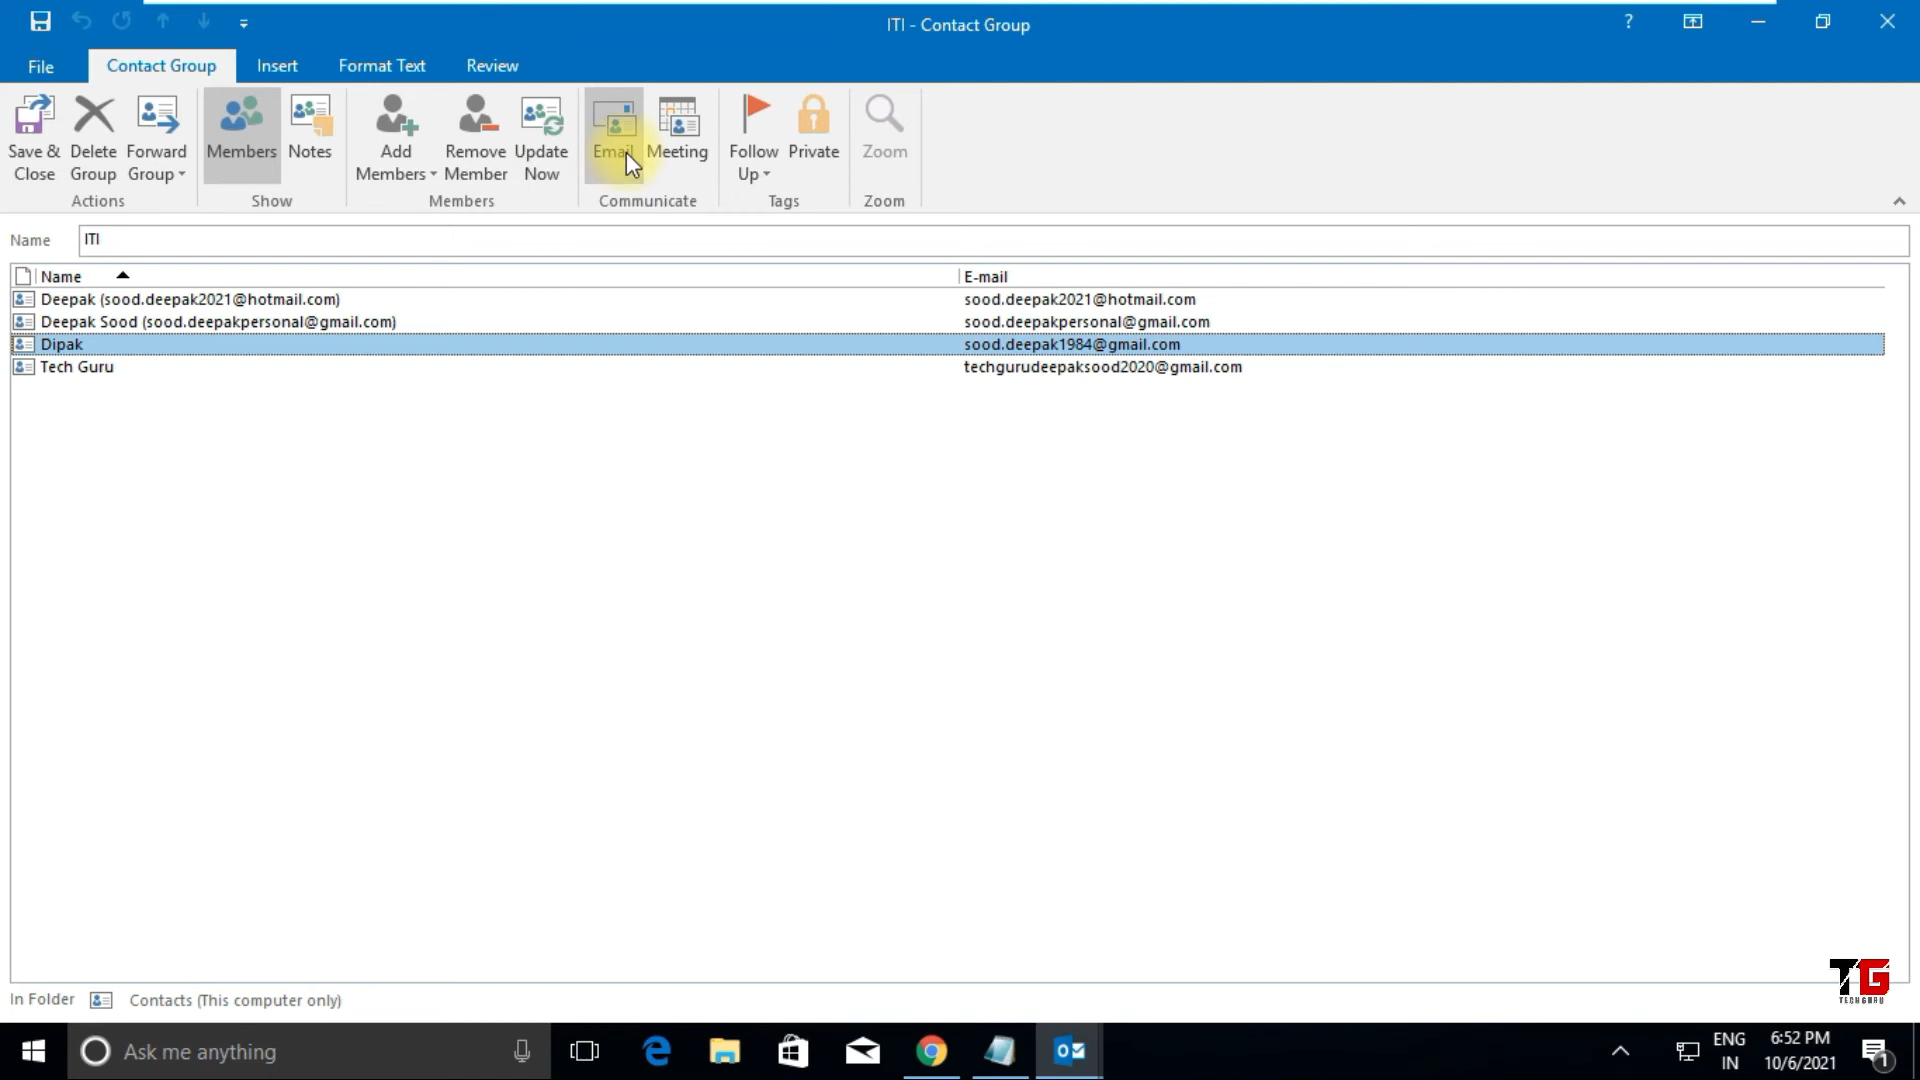 ITI - Contact Group
?
File Contact Group Insert Format Text Review
Save & Close Delete Group Forward Group Members Notes Add Members Remove Member Update Now Email Meeting Follow Up Private Zoom
Actions Show Members Communicate Tags Zoom
Name ITI
Name E-mail
Deepak (sood.deepak2021@hotmail.com) sood.deepak2021@hotmail.com
Deepak Sood (sood.deepakpersonal@gmail.com) sood.deepakpersonal@gmail.com
Dipak sood.deepak1984@gmail.com
Tech Guru techgurudeepaksood2020@gmail.com
TG
TECH GURU
In Folder Contacts (This computer only)
Ask me anything
ENG 6:52 PM
IN 10/6/2021
1